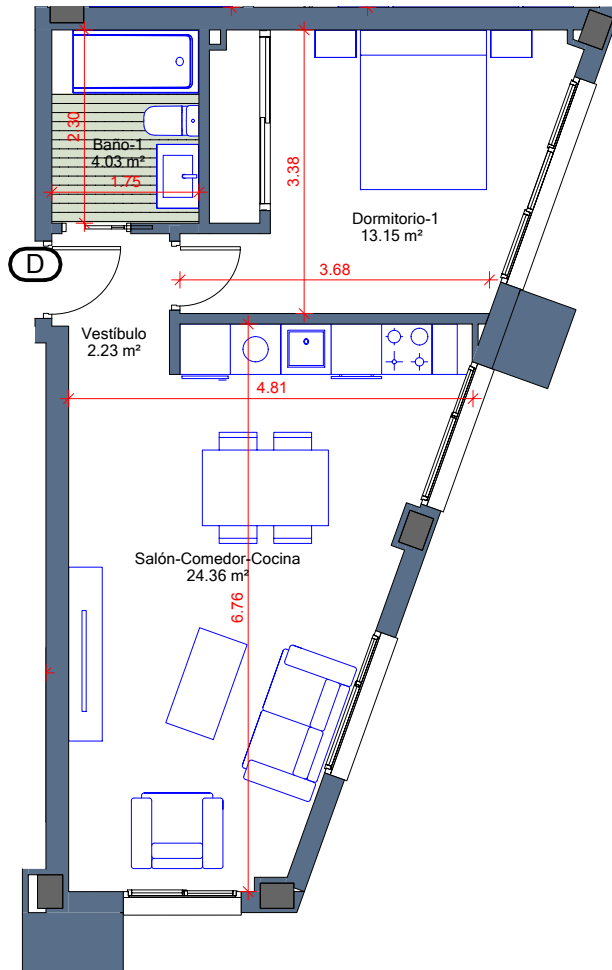 2.30
Baño-1
4.03 m²
1.75
3.38
Dormitorio-1
13.15 m²
D
3.68
Vestíbulo
2.23 m²
4.81
Salón-Comedor-Cocina
24.36 m²
6.76